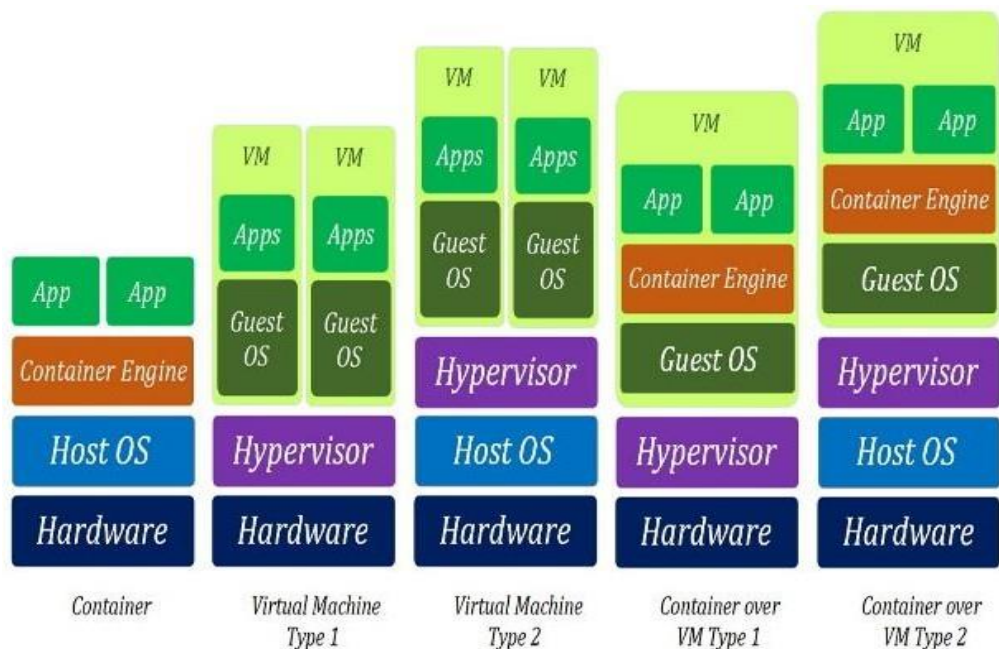 App App
Container Engine
Host OS
Hardware
Container
VM VM
Apps Apps
Guest Guest
OS OS
Hypervisor
Hardware
Virtual Machine
Type 1
VM VM
Apps Apps
Guest Guest
OS OS
Hypervisor
Host OS
Hardware
Virtual Machine
Type 2
VM
App App
Container Engine
Guest OS
Hypervisor
Hardware
Container over
VM Type 1
VM
App App
Container Engine
Guest OS
Hypervisor
Host OS
Hardware
Container over
VM Type 2